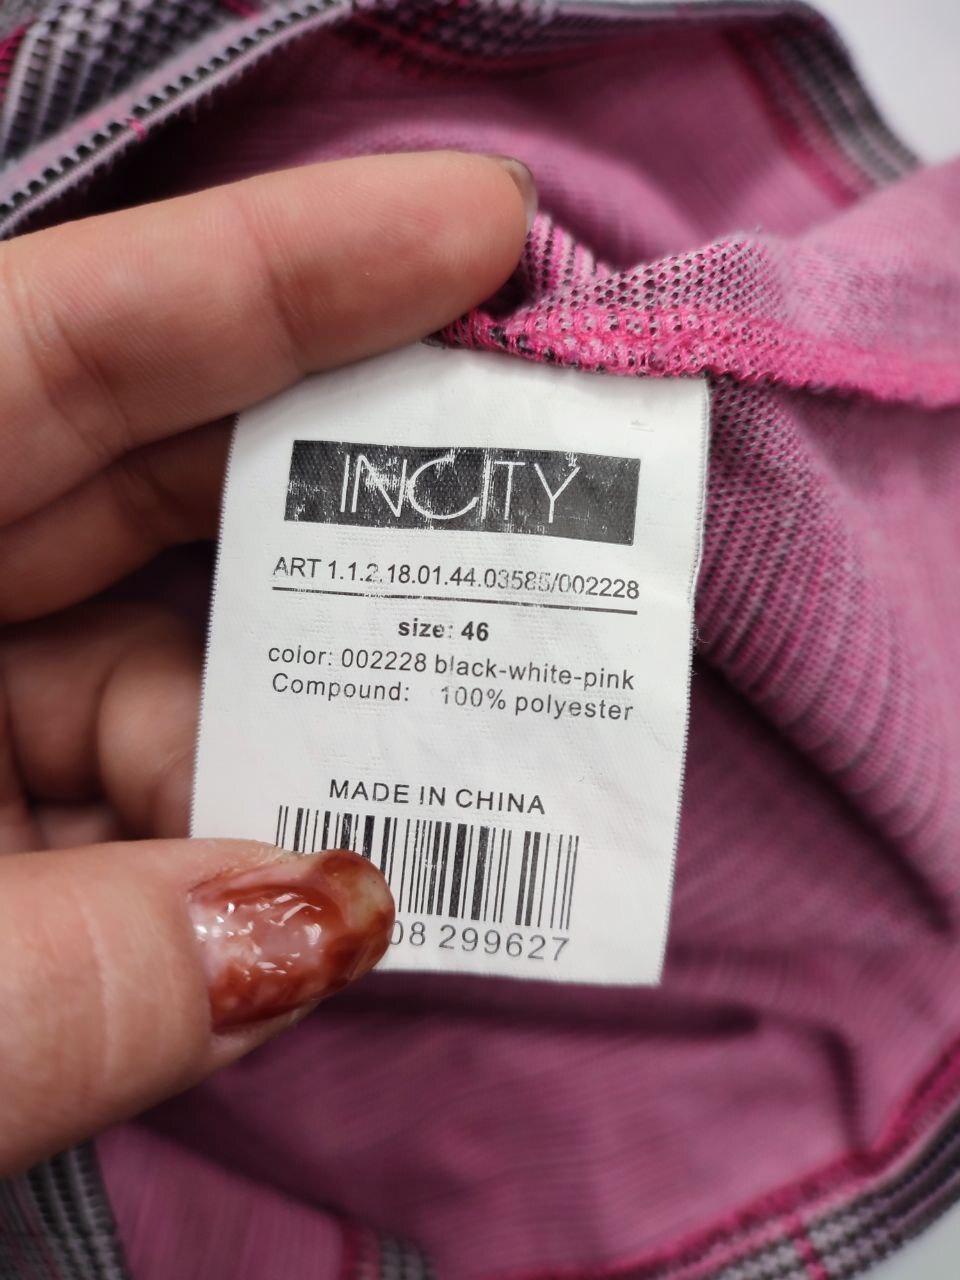 INCITY
ART 1.1.2.18.01.44.03585/002228
size: 46
color: 002228 black-white-pink
Compound: 100% polyester
MADE IN CHINA
08 299627